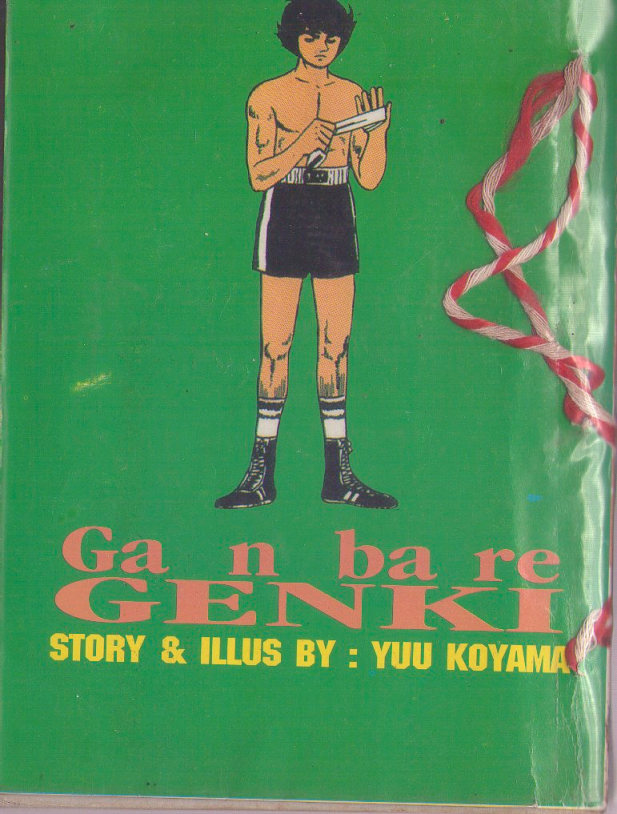 Ga n ba re
GENKI
STORY & ILLUS BY : YUU KOYAMA